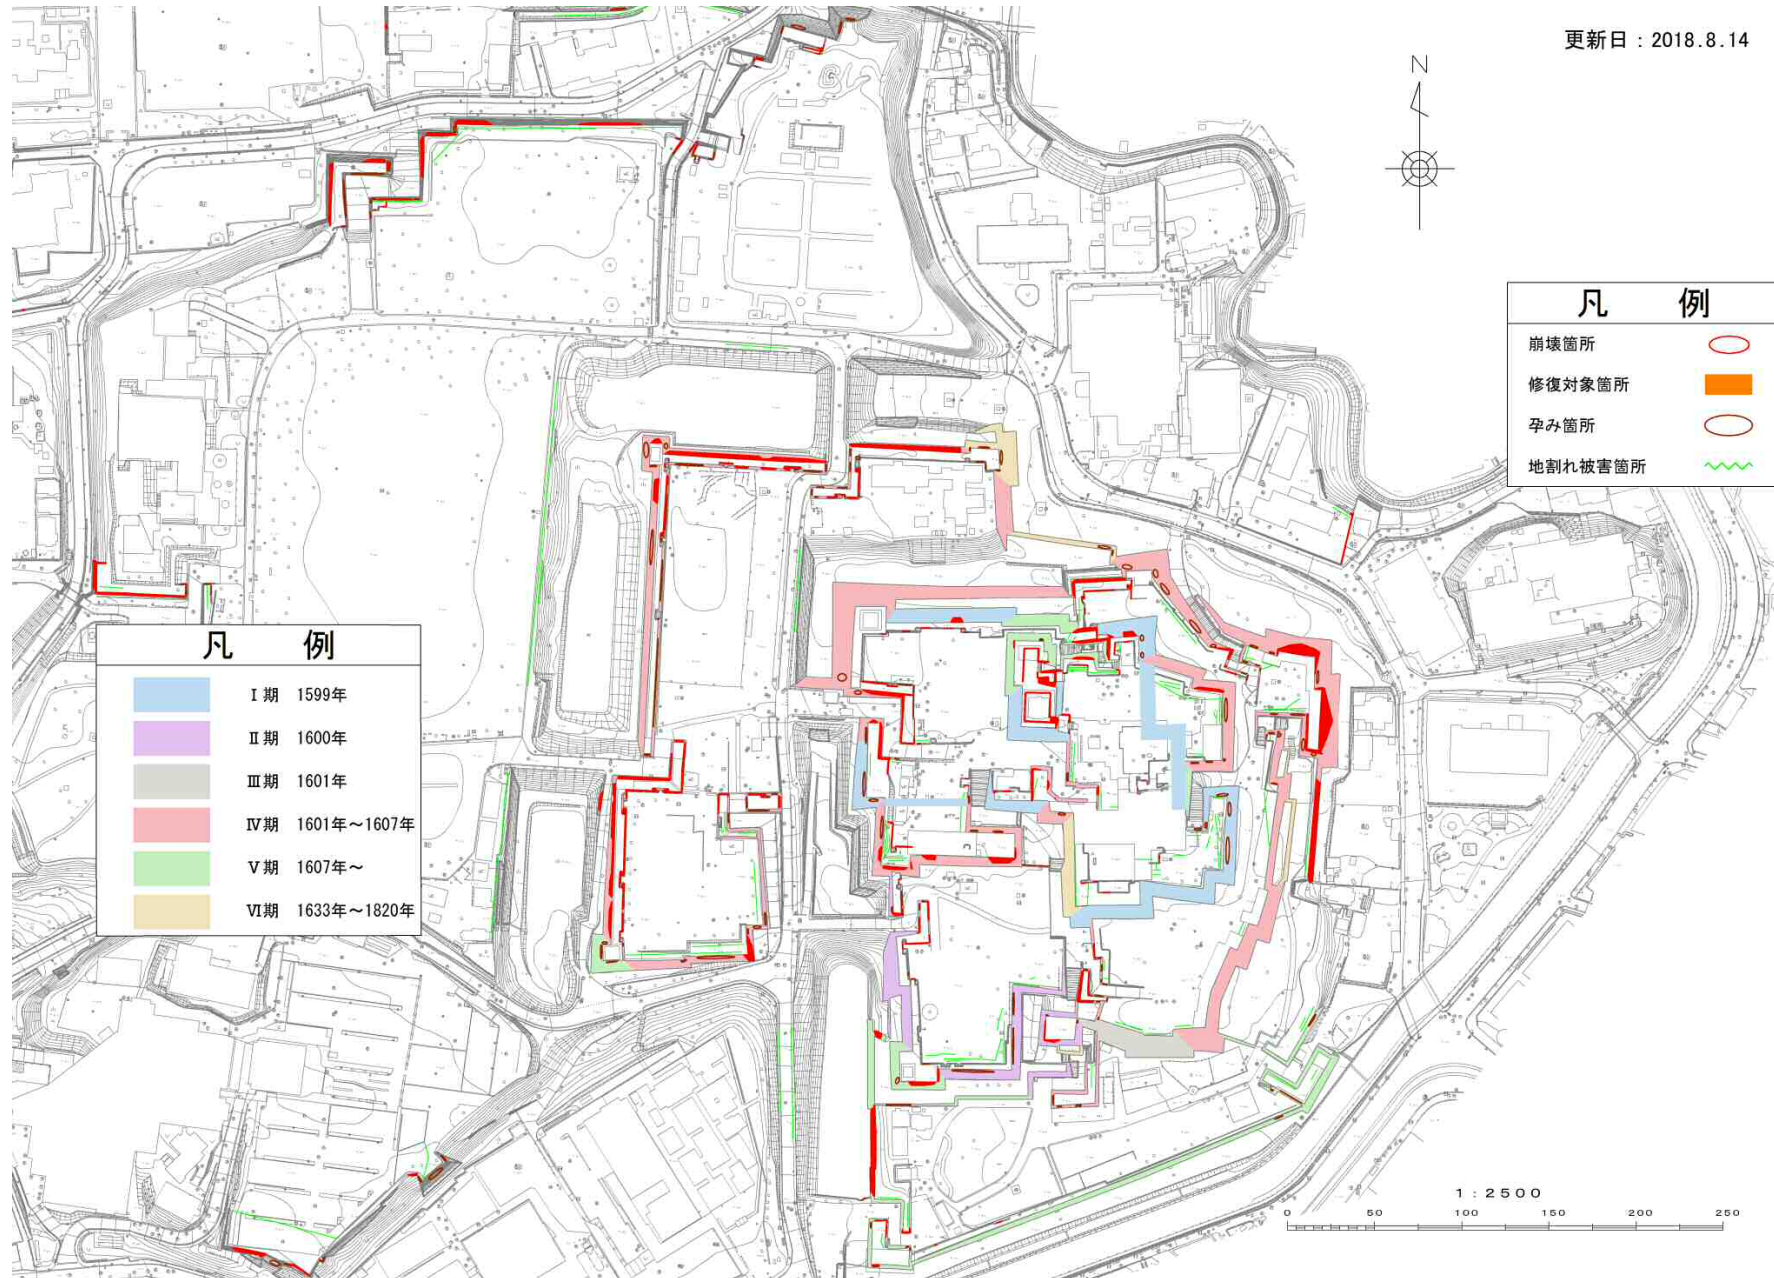 更新日：2018.8.14
N
凡 例
崩壊箇所
修復対象箇所
孕み箇所
地割れ被害箇所
凡 例
Ⅰ期 1599年
Ⅱ期 1600年
Ⅲ期 1601年
Ⅳ期 1601年～1607年
Ⅴ期 1607年～
Ⅵ期 1633年～1820年
1:2500
0 50 100 150 200 250